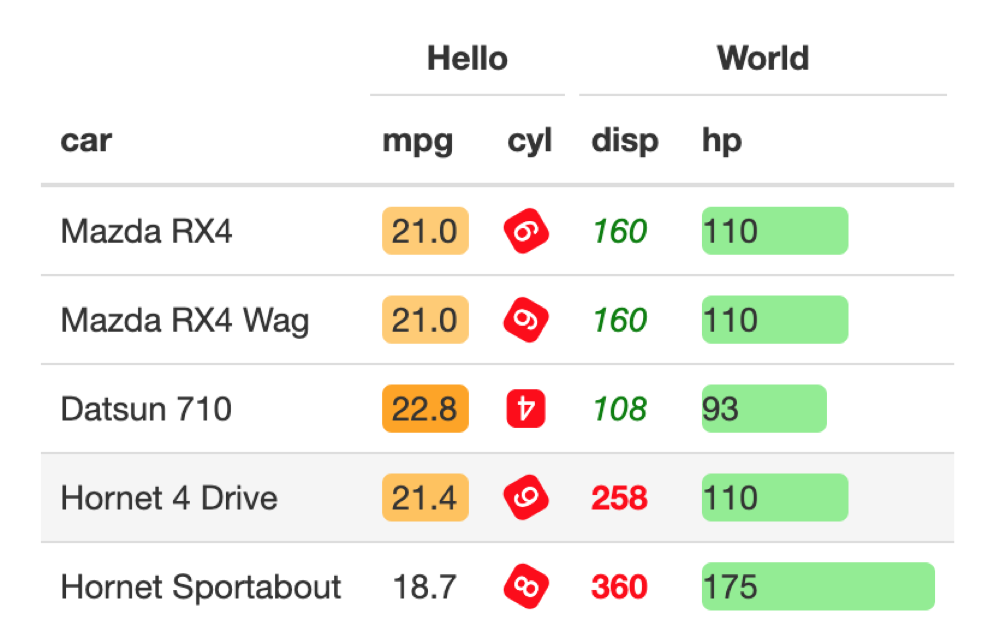 Hello World
car mpg cyl disp hp
Mazda RX4 21.0 6 160 110
Mazda RX4 Wag 21.0 6 160 110
Datsun 710 22.8 4 108 93
Hornet 4 Drive 21.4 6 258 110
Hornet Sportabout 18.7 8 360 175